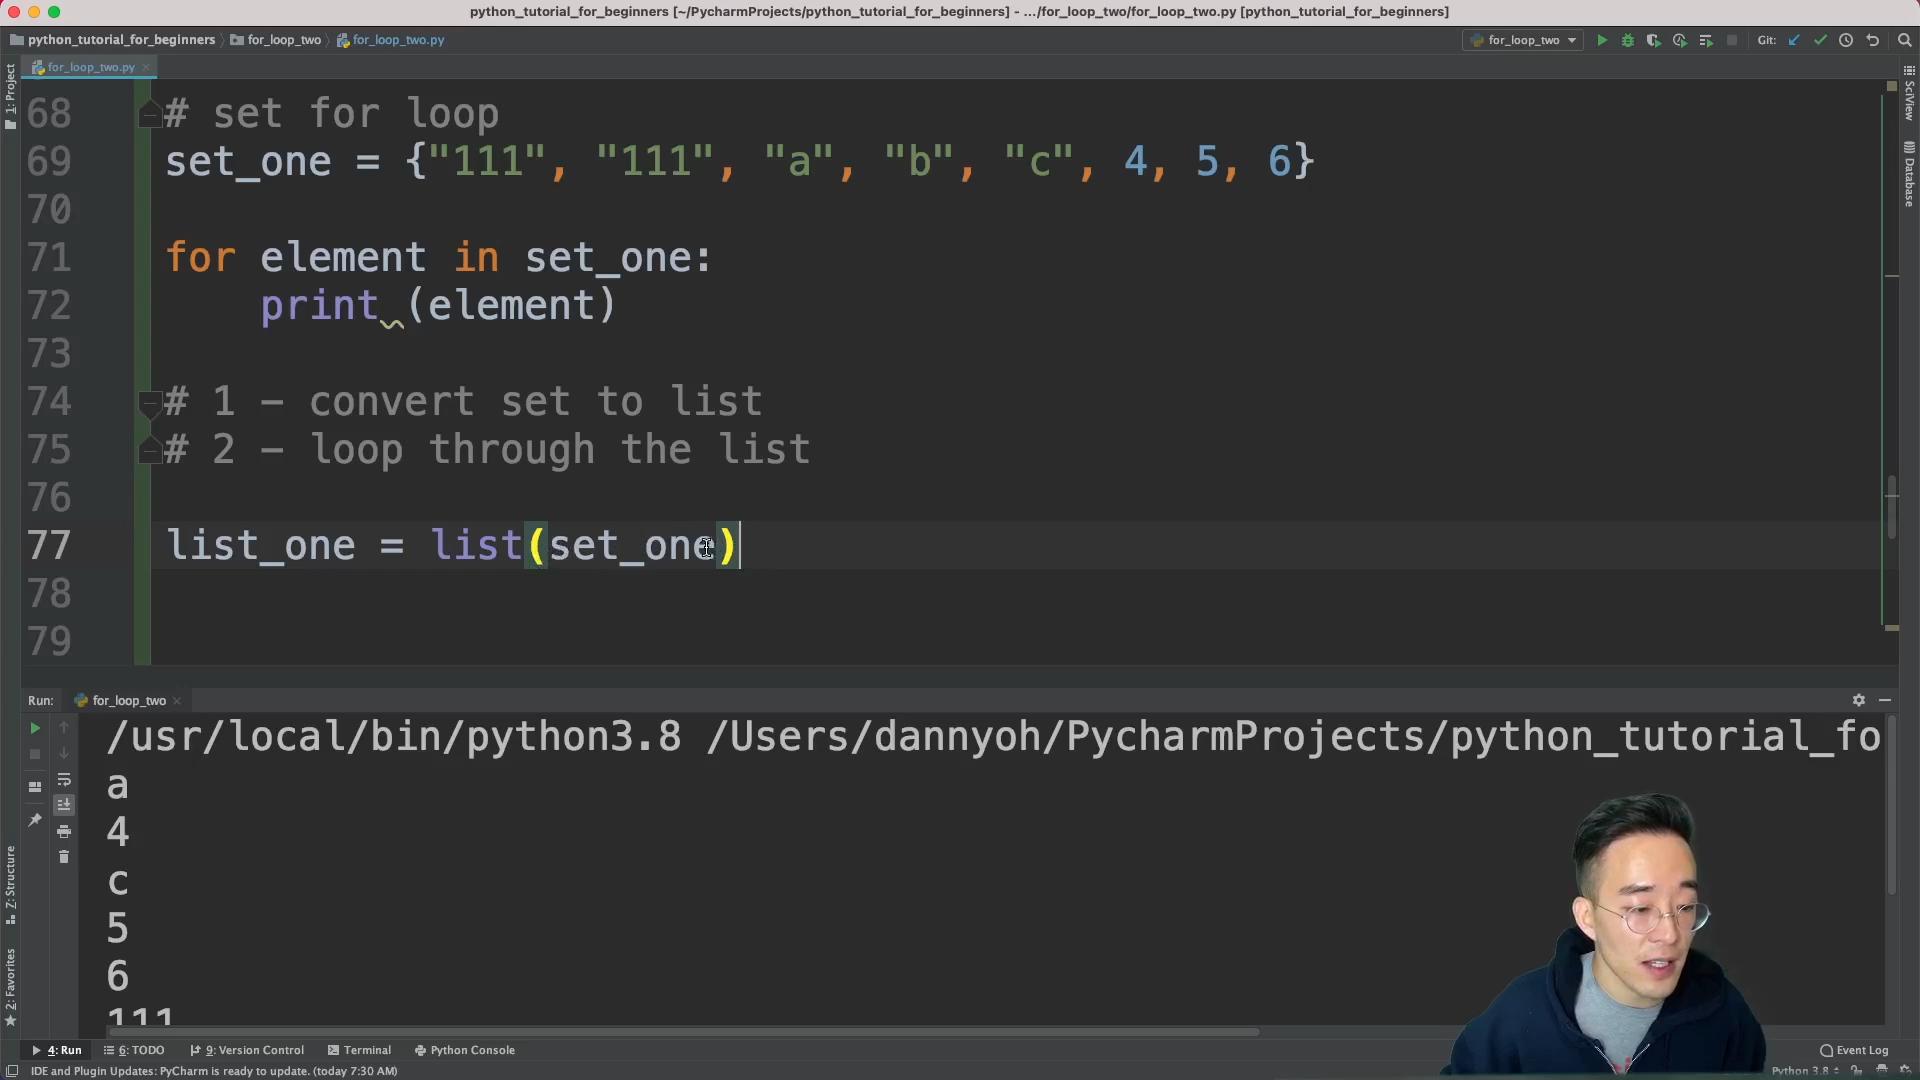 python_tutorial_for_beginners [~/PycharmProjects/python_tutorial_for_beginners] - .../for_loop_two/for_loop_two.py [python_tutorial_for_beginners]
python_tutorial_for_beginners for_loop_two for_loop_two.py for_loop_two Git:
for_loop_two.py
1: Project
SciView
Database
68 # set for loop
69 set_one = {"111", "111", "a", "b", "c", 4, 5, 6}
70
71 for element in set_one:
72 print (element)
73
74 # 1 - convert set to list
75 # 2 - loop through the list
76
77 list_one = list(set_one)
78
79
Run: for_loop_two
/usr/local/bin/python3.8 /Users/dannyoh/PycharmProjects/python_tutorial_fo
a
4
c
5
6
111
Z: Structure
2: Favorites
4: Run 6: TODO 9: Version Control Terminal Python Console Event Log
IDE and Plugin Updates: PyCharm is ready to update. (today 7:30 AM) Python 3.8